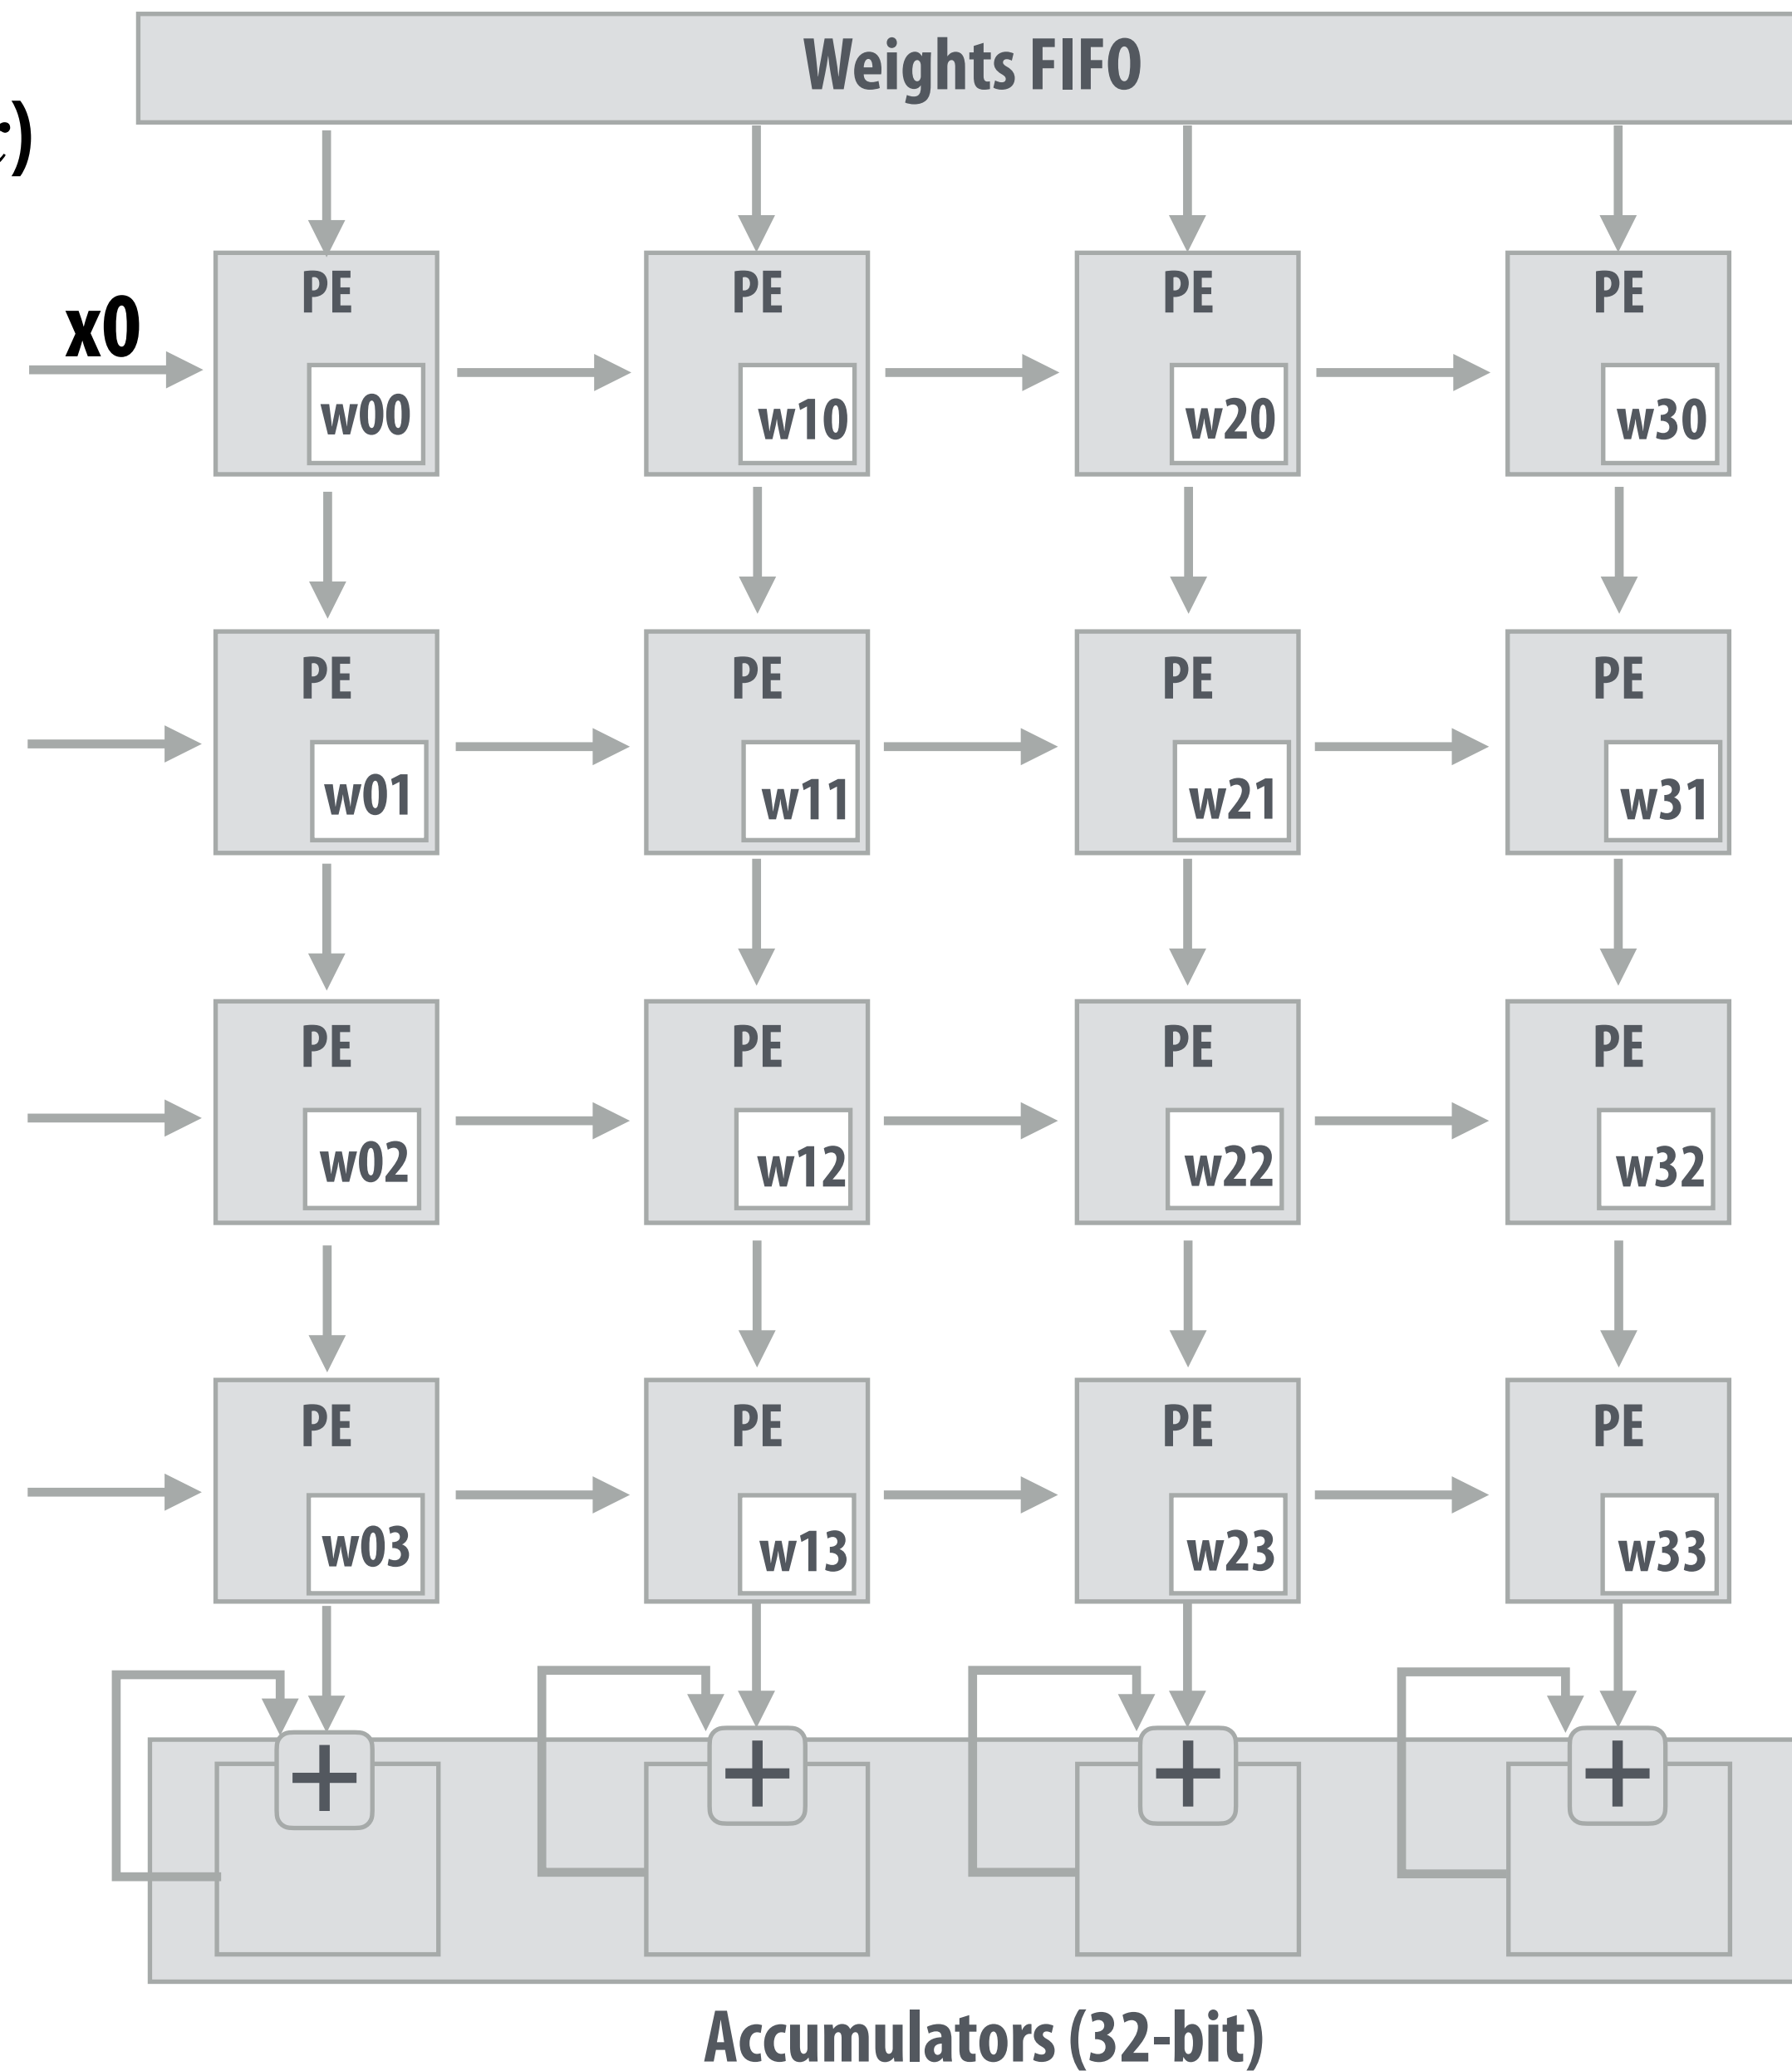 Weights FIFO
)
PE PE PE PE
x0
w00 w10 w20 w30
PE PE PE PE
w01 w11 w21 w31
PE PE PE PE
w02 w12 w22 w32
PE PE PE PE
w03 w13 w23 w33
+ + + +
Accumulators (32-bit)